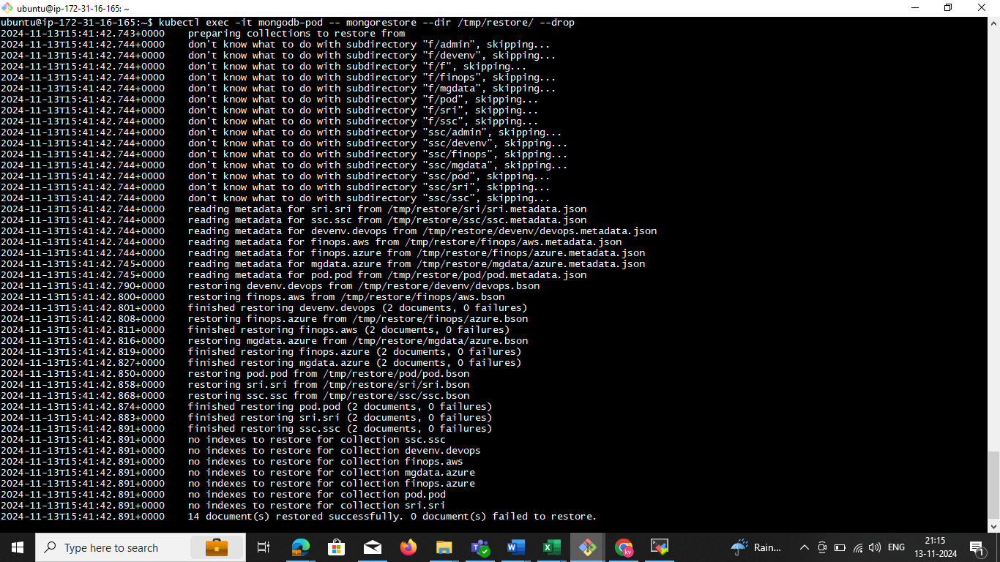 ubuntu@ip-172-31-16-165: ~
ubuntu@ip-172-31-16-165:~$ kubectl exec -it mongodb-pod -- mongorestore --dir /tmp/restore/ --drop
2024-11-13T15:41:42.743+0000    preparing collections to restore from
2024-11-13T15:41:42.744+0000    don't know what to do with subdirectory "f/admin", skipping...
2024-11-13T15:41:42.744+0000    don't know what to do with subdirectory "f/devenv", skipping...
2024-11-13T15:41:42.744+0000    don't know what to do with subdirectory "f/f", skipping...
2024-11-13T15:41:42.744+0000    don't know what to do with subdirectory "f/finops", skipping...
2024-11-13T15:41:42.744+0000    don't know what to do with subdirectory "f/mgdata", skipping...
2024-11-13T15:41:42.744+0000    don't know what to do with subdirectory "f/pod", skipping...
2024-11-13T15:41:42.744+0000    don't know what to do with subdirectory "f/sri", skipping...
2024-11-13T15:41:42.744+0000    don't know what to do with subdirectory "f/ssc", skipping...
2024-11-13T15:41:42.744+0000    don't know what to do with subdirectory "ssc/admin", skipping...
2024-11-13T15:41:42.744+0000    don't know what to do with subdirectory "ssc/devenv", skipping...
2024-11-13T15:41:42.744+0000    don't know what to do with subdirectory "ssc/finops", skipping...
2024-11-13T15:41:42.744+0000    don't know what to do with subdirectory "ssc/mgdata", skipping...
2024-11-13T15:41:42.744+0000    don't know what to do with subdirectory "ssc/pod", skipping...
2024-11-13T15:41:42.744+0000    don't know what to do with subdirectory "ssc/sri", skipping...
2024-11-13T15:41:42.744+0000    don't know what to do with subdirectory "ssc/ssc", skipping...
2024-11-13T15:41:42.744+0000    reading metadata for sri.sri from /tmp/restore/sri/sri.metadata.json
2024-11-13T15:41:42.744+0000    reading metadata for ssc.ssc from /tmp/restore/ssc/ssc.metadata.json
2024-11-13T15:41:42.744+0000    reading metadata for devenv.devops from /tmp/restore/devenv/devops.metadata.json
2024-11-13T15:41:42.744+0000    reading metadata for finops.aws from /tmp/restore/finops/aws.metadata.json
2024-11-13T15:41:42.744+0000    reading metadata for finops.azure from /tmp/restore/finops/azure.metadata.json
2024-11-13T15:41:42.745+0000    reading metadata for mgdata.azure from /tmp/restore/mgdata/azure.metadata.json
2024-11-13T15:41:42.745+0000    reading metadata for pod.pod from /tmp/restore/pod/pod.metadata.json
2024-11-13T15:41:42.790+0000    restoring devenv.devops from /tmp/restore/devenv/devops.bson
2024-11-13T15:41:42.800+0000    restoring finops.aws from /tmp/restore/finops/aws.bson
2024-11-13T15:41:42.801+0000    finished restoring devenv.devops (2 documents, 0 failures)
2024-11-13T15:41:42.808+0000    restoring finops.azure from /tmp/restore/finops/azure.bson
2024-11-13T15:41:42.811+0000    finished restoring finops.aws (2 documents, 0 failures)
2024-11-13T15:41:42.816+0000    restoring mgdata.azure from /tmp/restore/mgdata/azure.bson
2024-11-13T15:41:42.819+0000    finished restoring finops.azure (2 documents, 0 failures)
2024-11-13T15:41:42.827+0000    finished restoring mgdata.azure (2 documents, 0 failures)
2024-11-13T15:41:42.850+0000    restoring pod.pod from /tmp/restore/pod/pod.bson
2024-11-13T15:41:42.858+0000    restoring sri.sri from /tmp/restore/sri/sri.bson
2024-11-13T15:41:42.868+0000    restoring ssc.ssc from /tmp/restore/ssc/ssc.bson
2024-11-13T15:41:42.874+0000    finished restoring pod.pod (2 documents, 0 failures)
2024-11-13T15:41:42.883+0000    finished restoring sri.sri (2 documents, 0 failures)
2024-11-13T15:41:42.891+0000    finished restoring ssc.ssc (2 documents, 0 failures)
2024-11-13T15:41:42.891+0000    no indexes to restore for collection ssc.ssc
2024-11-13T15:41:42.891+0000    no indexes to restore for collection devenv.devops
2024-11-13T15:41:42.891+0000    no indexes to restore for collection finops.aws
2024-11-13T15:41:42.891+0000    no indexes to restore for collection mgdata.azure
2024-11-13T15:41:42.891+0000    no indexes to restore for collection finops.azure
2024-11-13T15:41:42.891+0000    no indexes to restore for collection pod.pod
2024-11-13T15:41:42.891+0000    no indexes to restore for collection sri.sri
2024-11-13T15:41:42.891+0000    14 document(s) restored successfully. 0 document(s) failed to restore.
Type here to search
Rain...
ENG
21:15
13-11-2024
1